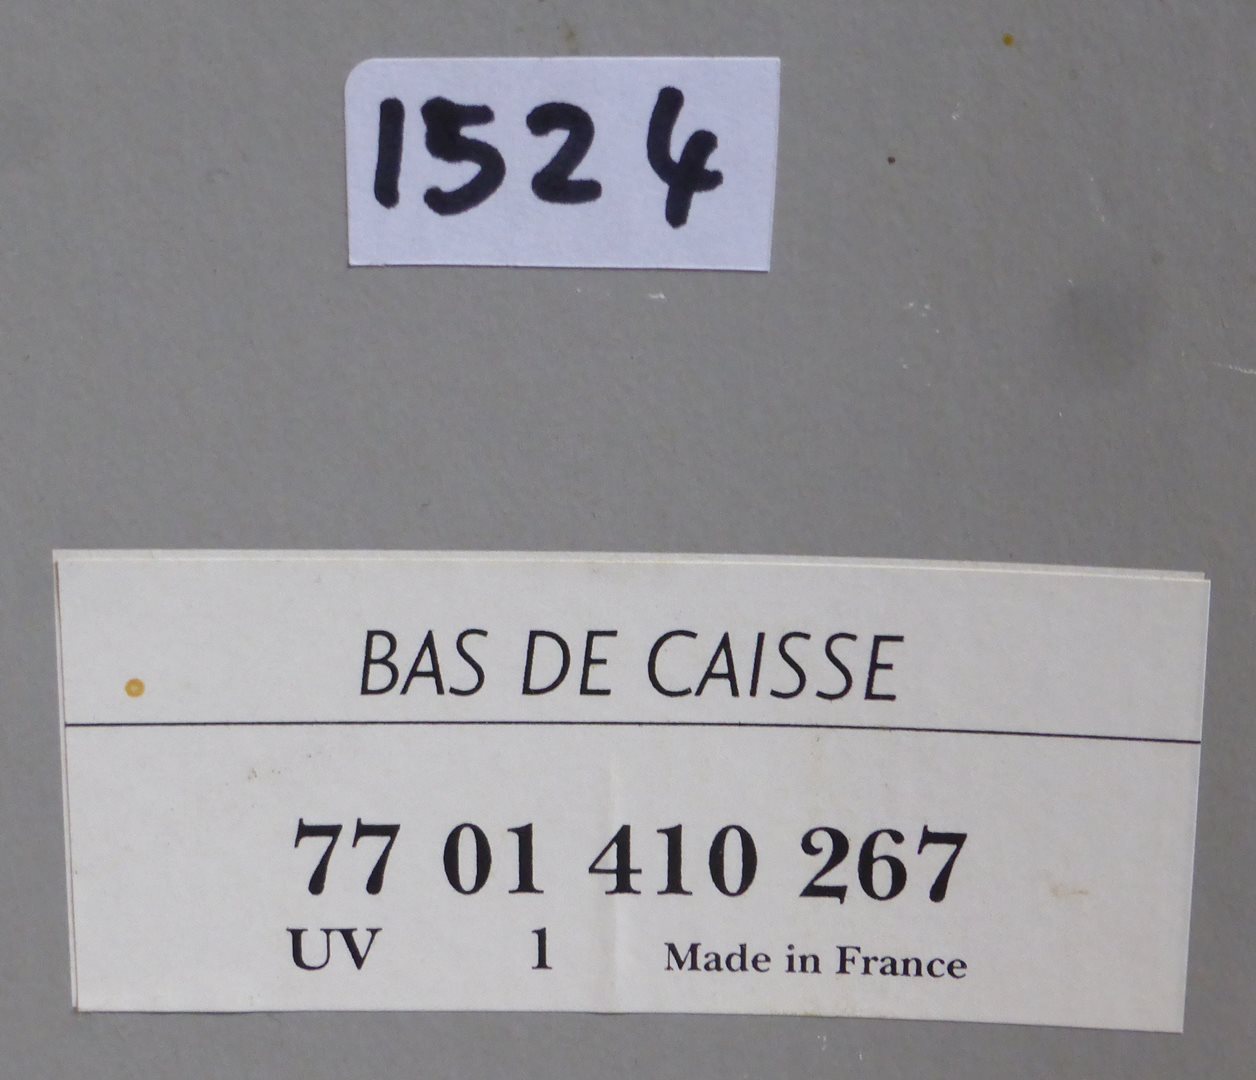 1524
BAS DE CAISSE
77 01 410 267
UV 1 Made in France